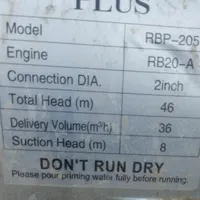 PLUS
Model RBP-205
Engine RB20-A
Connection DIA. 2inch
Total Head (m) 46
Delivery Volume(m³h) 36
Suction Head (m) 8
DON'T RUN DRY
Please pour priming water fully before running.